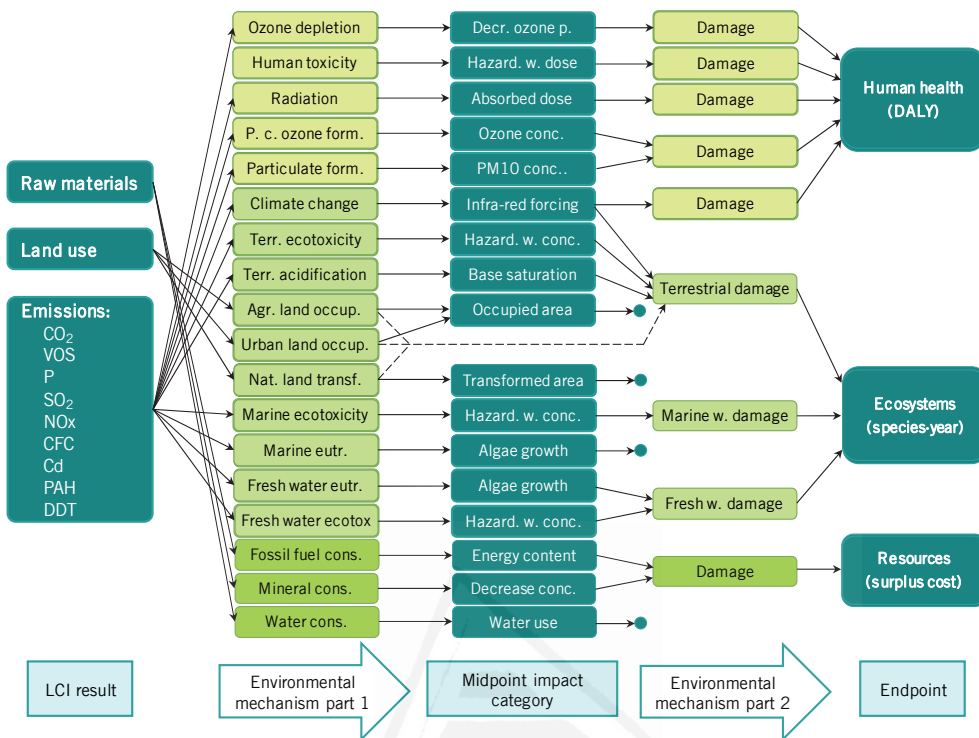 Raw materials
Land use
Emissions:
CO₂
VOS
P
SO₂
NOx
CFC
Cd
PAH
DDT
Ozone depletion
Human toxicity
Radiation
P. c. ozone form.
Particulate form.
Climate change
Terr. ecotoxicity
Terr. acidification
Agr. land occup.
Urban land occup.
Nat. land transf.
Marine ecotoxicity
Marine eutr.
Fresh water eutr.
Fresh water ecotox
Fossil fuel cons.
Mineral cons.
Water cons.
Decr. ozone p.
Hazard. w. dose
Absorbed dose
Ozone conc.
PM10 conc..
Infra-red forcing
Hazard. w. conc.
Base saturation
Occupied area
Transformed area
Hazard. w. conc.
Algae growth
Algae growth
Hazard. w. conc.
Energy content
Decrease conc.
Water use
Damage
Damage
Damage
Damage
Damage
Terrestrial damage
Marine w. damage
Fresh w. damage
Damage
Human health
(DALY)
Ecosystems
(species-year)
Resources
(surplus cost)
LCI result
Environmental
mechanism part 1
Midpoint impact
category
Environmental
mechanism part 2
Endpoint